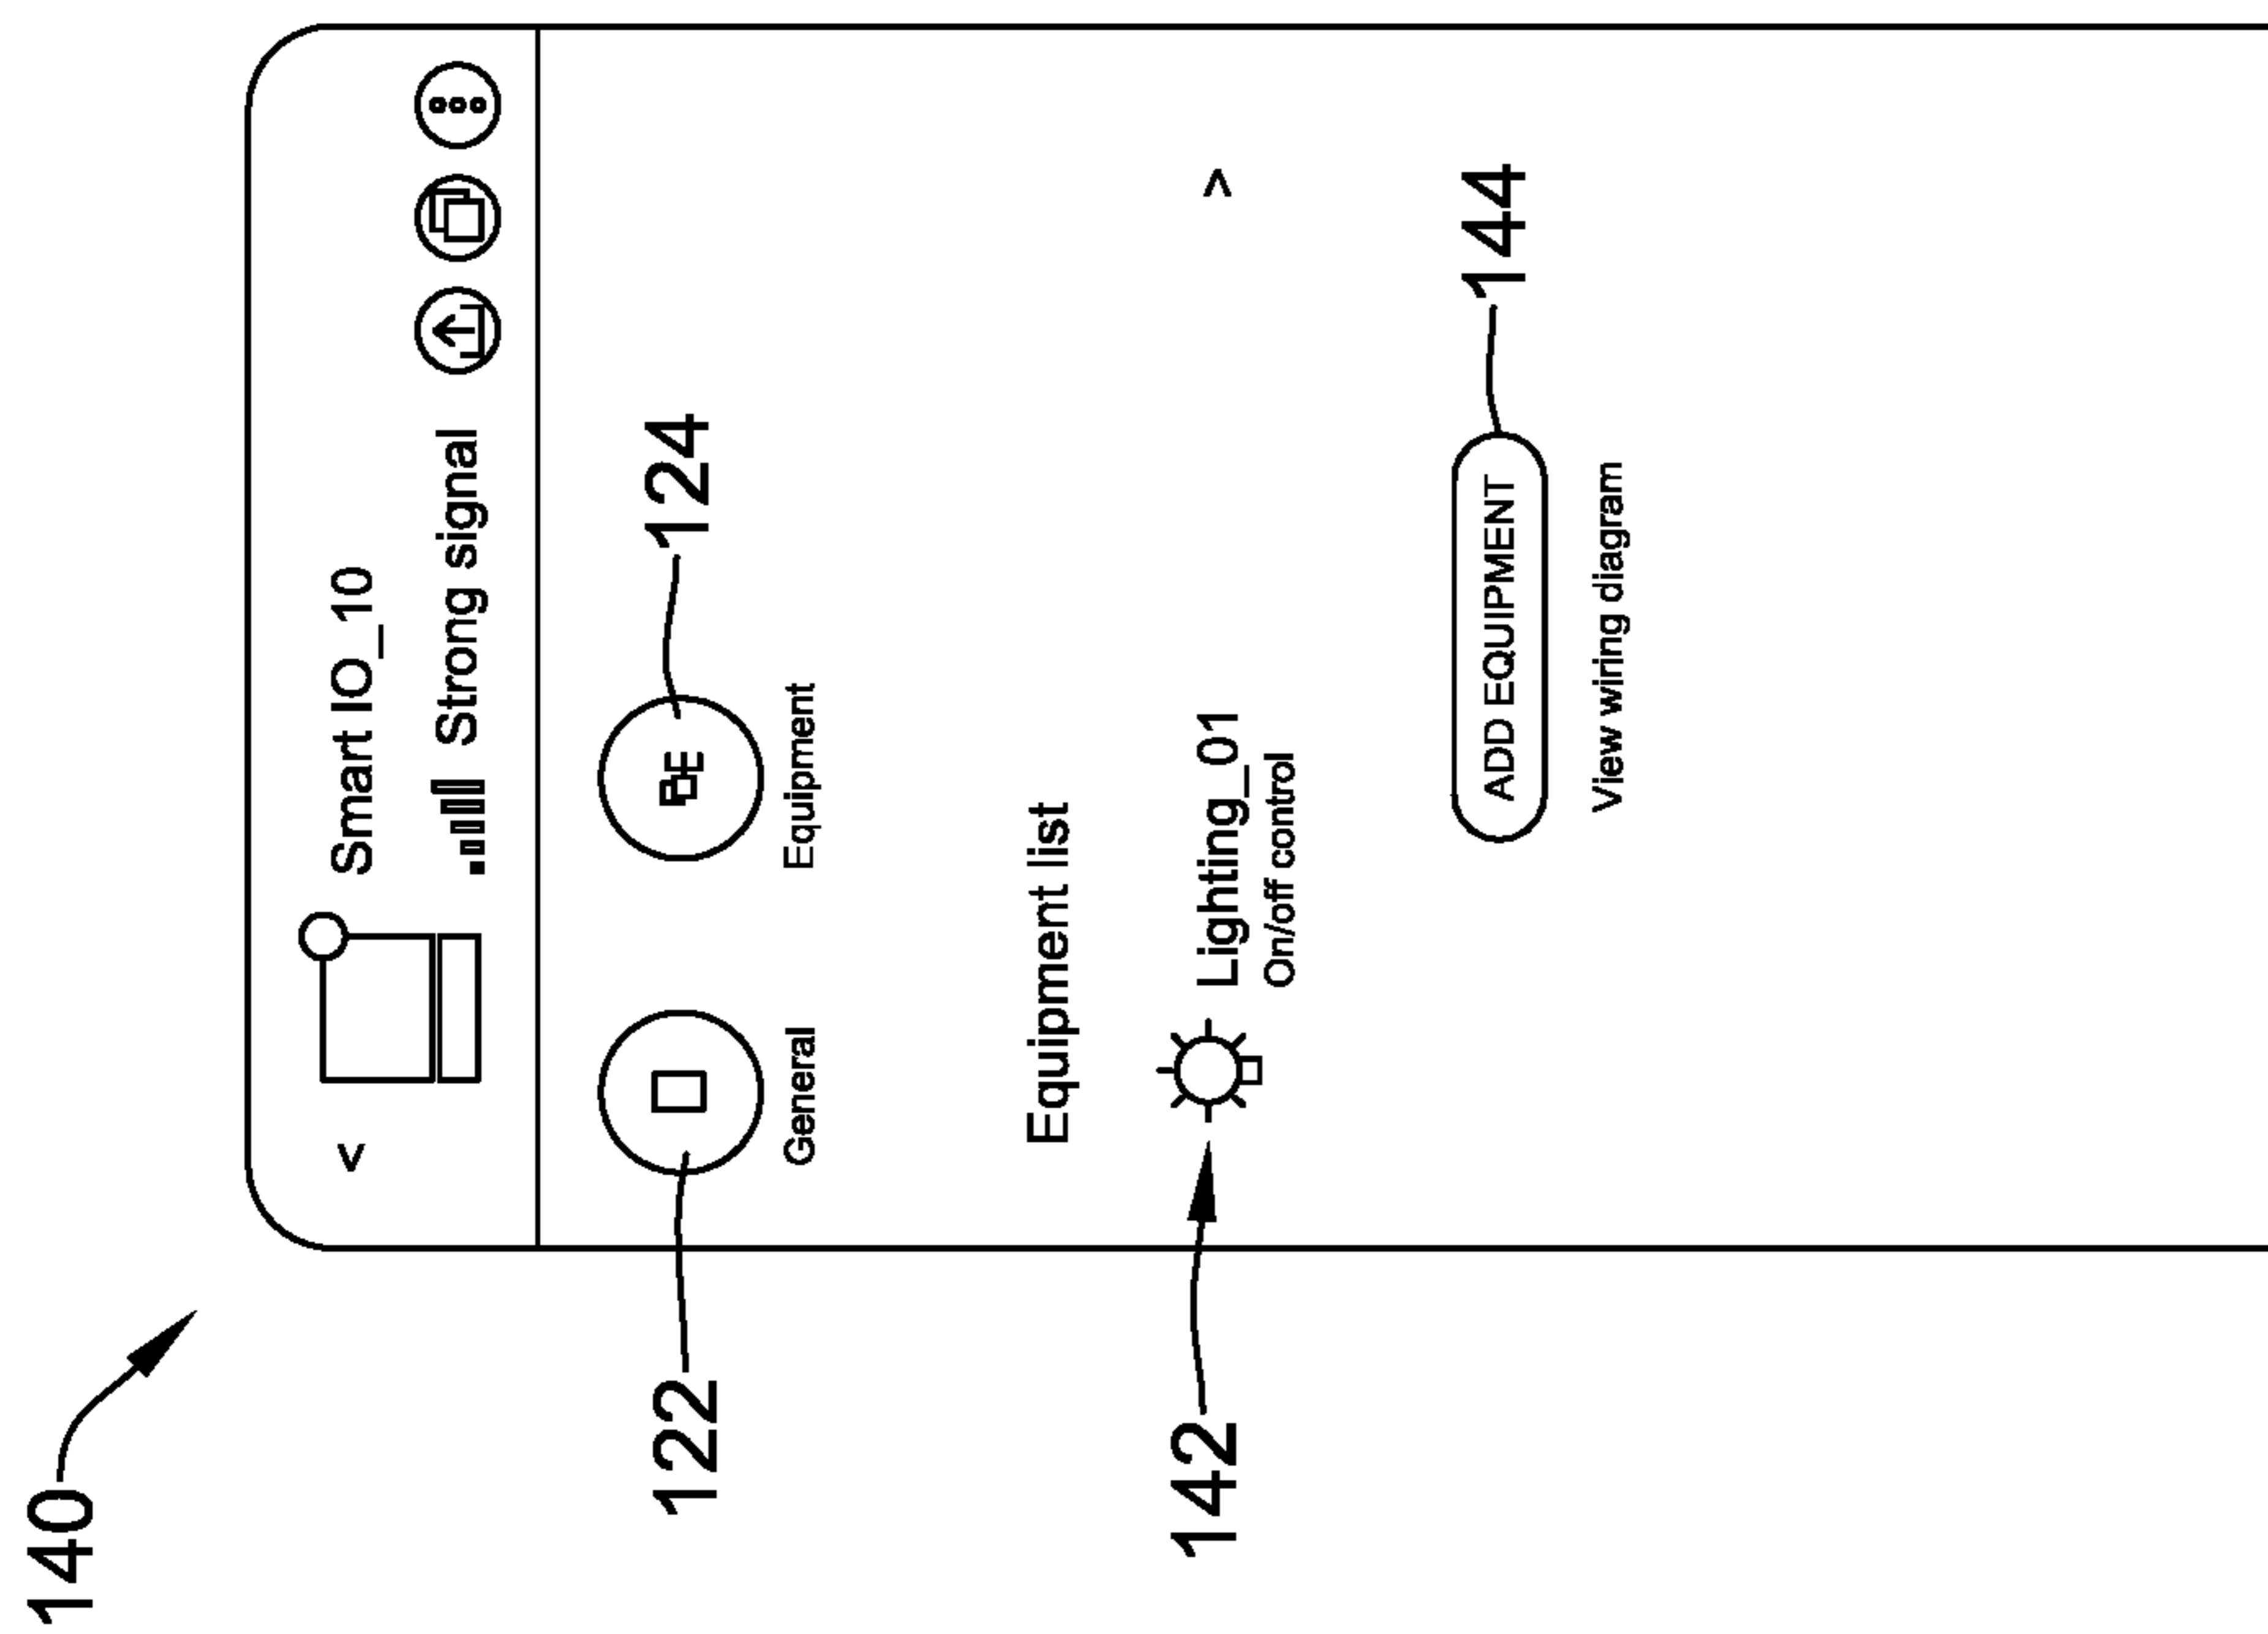 140
<
Smart IO_10
Strong signal
122
124
General
Equipment
Equipment list
142
Lighting_01
>
On/off control
144
ADD EQUIPMENT
View wiring diagram